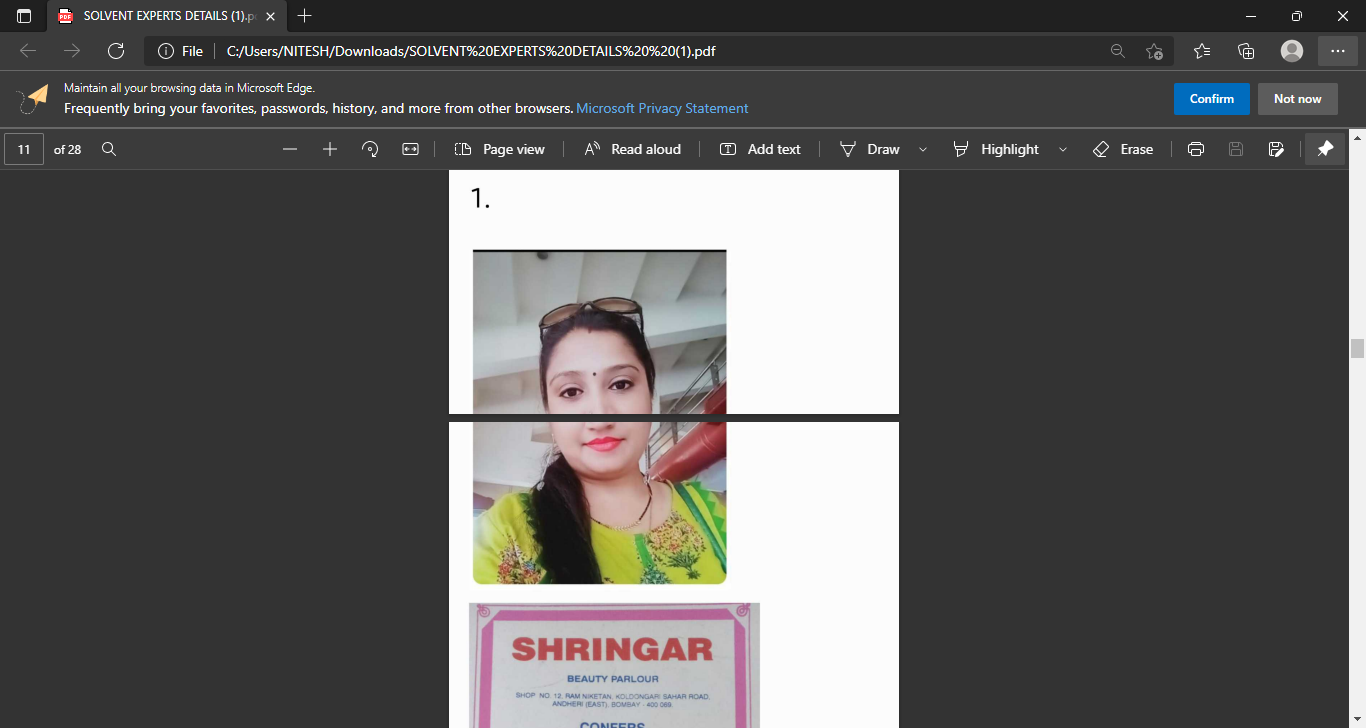 SOLVENT EXPERTS DETAILS (1).p
File
C:/Users/NITESH/Downloads/SOLVENT%20EXPERTS%20DETAILS%20%20(1).pdf
Maintain all your browsing data in Microsoft Edge.
Frequently bring your favorites, passwords, history, and more from other browsers. Microsoft Privacy Statement
Confirm
Not now
11 of 28
Page view
Read aloud
Add text
Draw
Highlight
Erase
1.
SHRINGAR
BEAUTY PARLOUR
SHOP NO. 12, RAM NIKETAN, KOLDONGARI SAHAR ROAD,
ANDHERI (EAST), BOMBAY - 400 069.
CONFERS